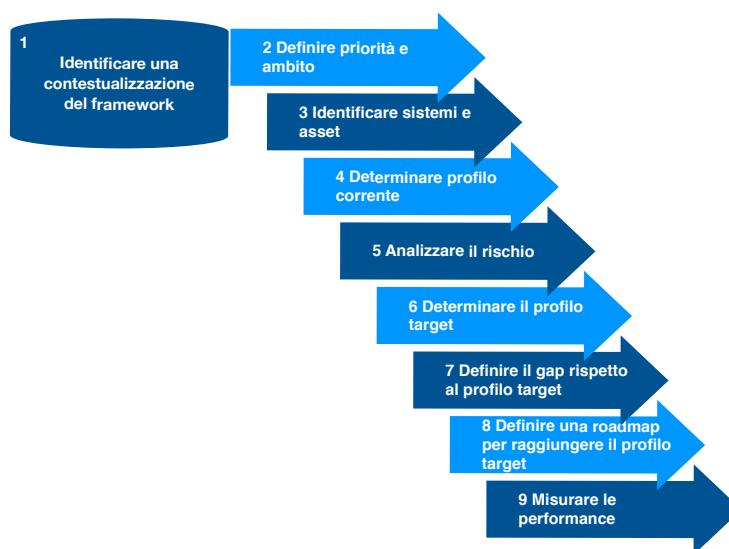 1
Identificare una
contestualizzazione
del framework
2 Definire priorità e
ambito
3 Identificare sistemi e
asset
4 Determinare profilo
corrente
5 Analizzare il rischio
6 Determinare il profilo
target
7 Definire il gap rispetto
al profilo target
8 Definire una roadmap
per raggiungere il profilo
target
9 Misurare le
performance